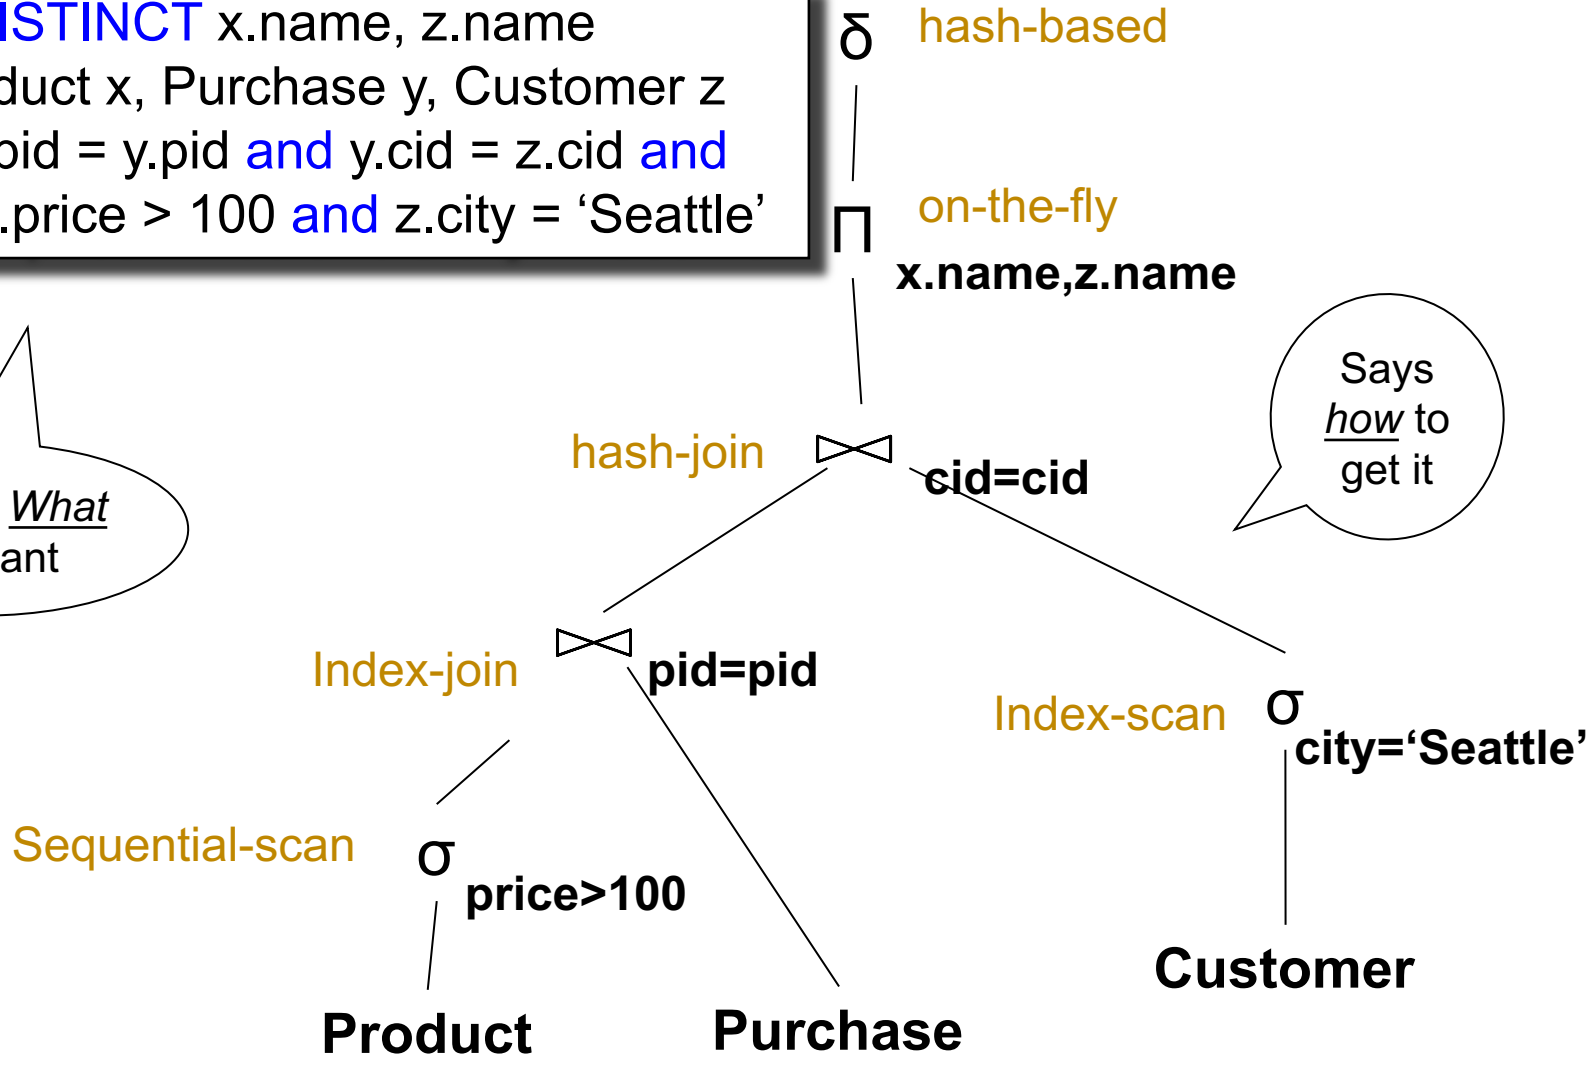 ISTINCT x.name, z.name
duct x, Purchase y, Customer z
pid = y.pid and y.cid = z.cid and
.price > 100 and z.city = ‘Seattle’
δ hash-based
Π on-the-fly
x.name,z.name
Says
how to
get it
hash-join cid=cid
What
ant
Index-join pid=pid
Index-scan σ
city=‘Seattle’
Sequential-scan σ
price>100
Customer
Product Purchase